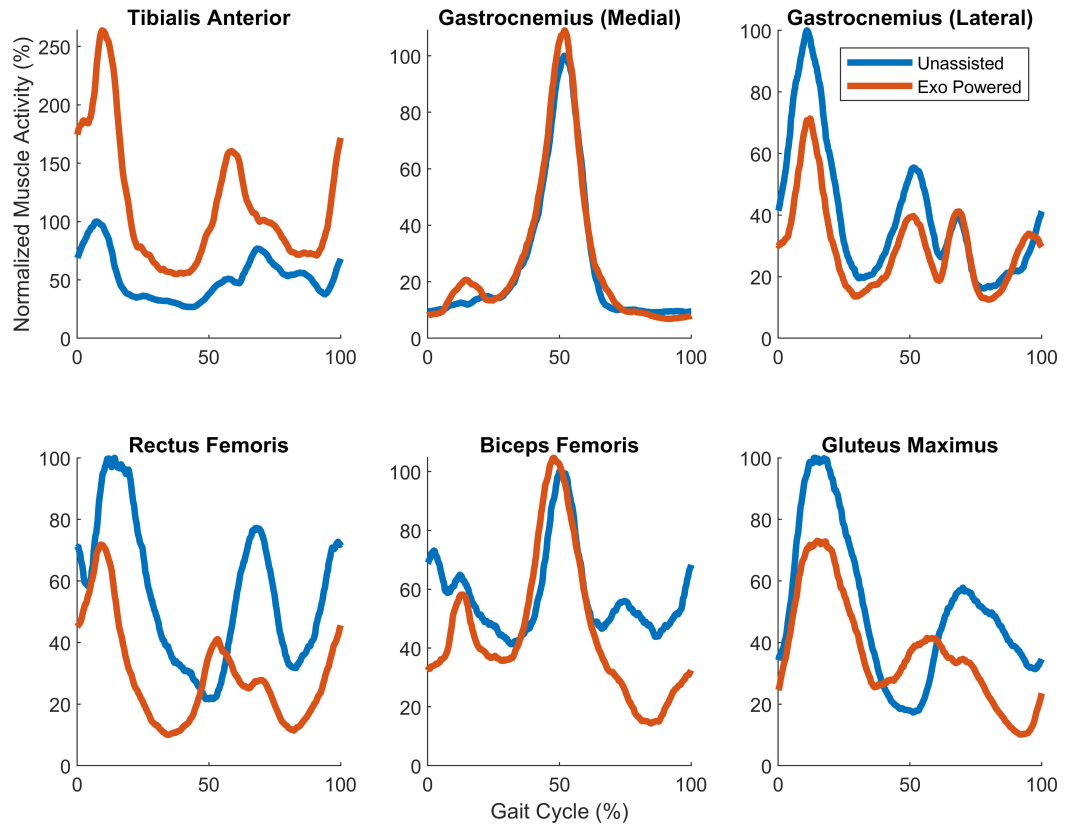 Tibialis Anterior
Gastrocnemius (Medial)
Gastrocnemius (Lateral)
Normalized Muscle Activity (%)
250
200
150
100
50
0
0 50 100
100
80
60
40
20
0
0 50 100
100
80
60
40
20
0
0 50 100
Unassisted
Exo Powered
Rectus Femoris
Biceps Femoris
Gluteus Maximus
100
80
60
40
20
0
0 50 100
100
80
60
40
20
0
0 50 100
100
80
60
40
20
0
0 50 100
Gait Cycle (%)